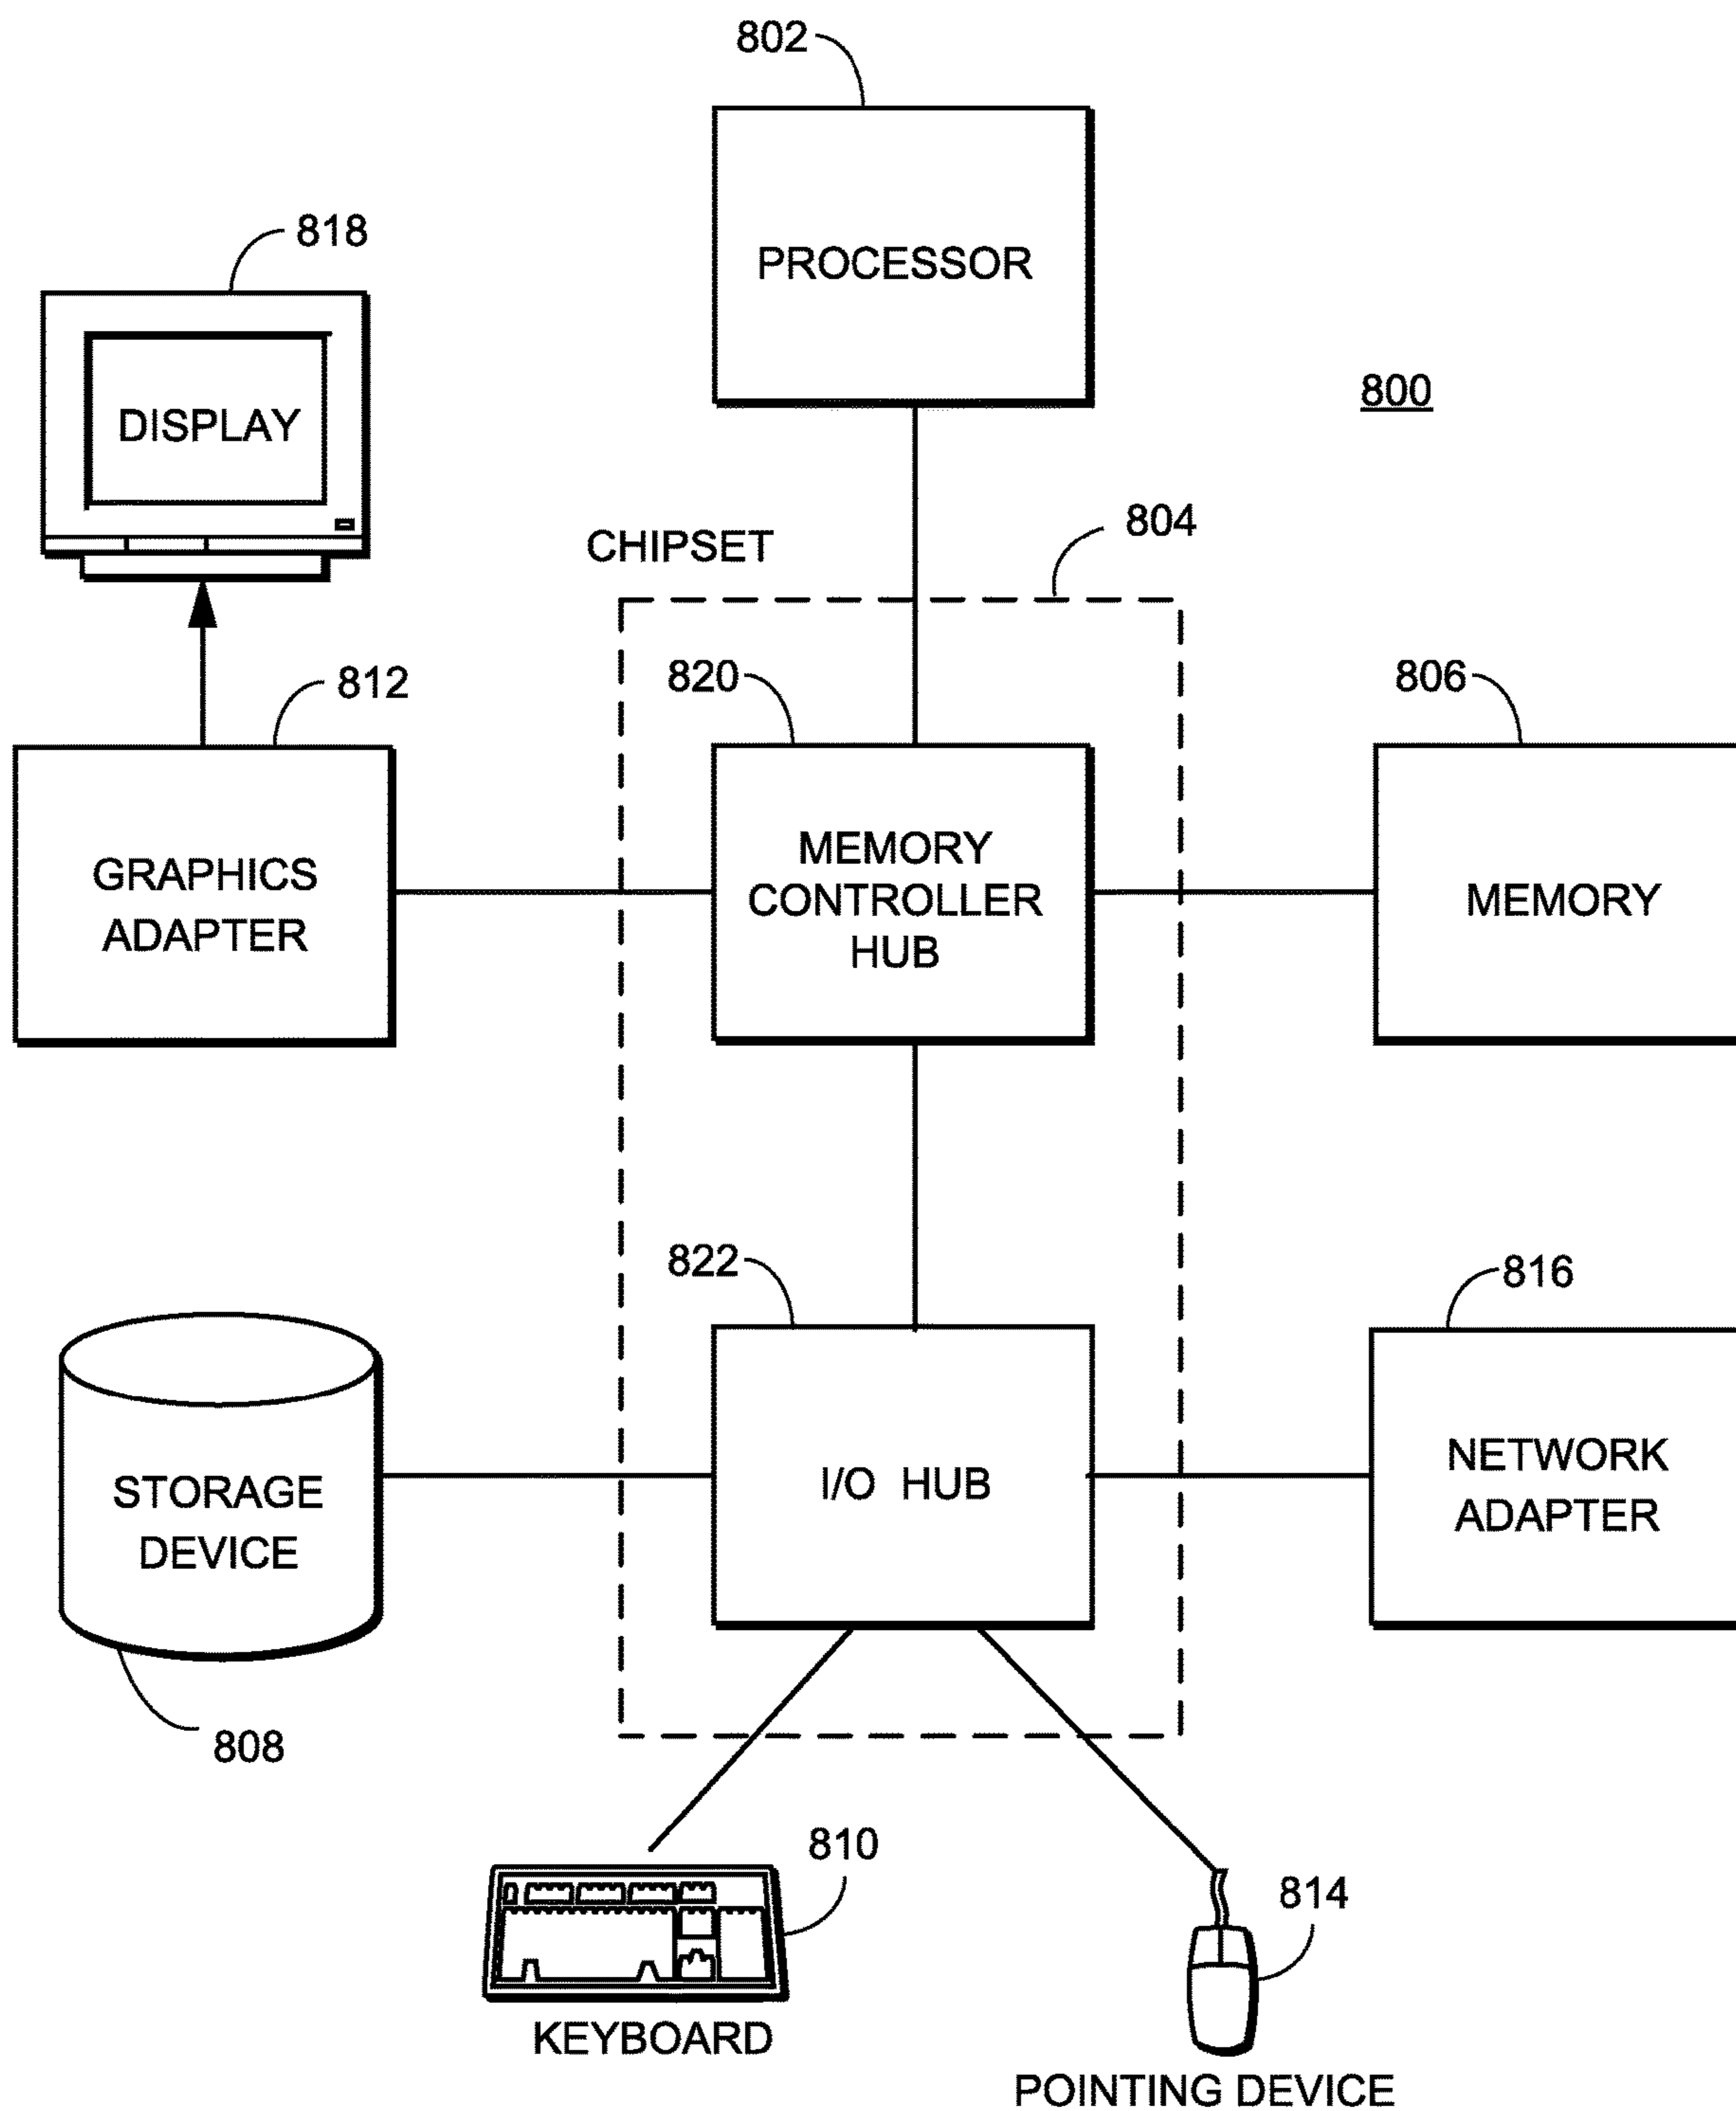 802
PROCESSOR
818
DISPLAY
800
CHIPSET
804
812
820
806
GRAPHICS
ADAPTER
MEMORY
CONTROLLER
HUB
MEMORY
822
816
STORAGE
DEVICE
I/O HUB
NETWORK
ADAPTER
808
810
814
KEYBOARD
POINTING DEVICE